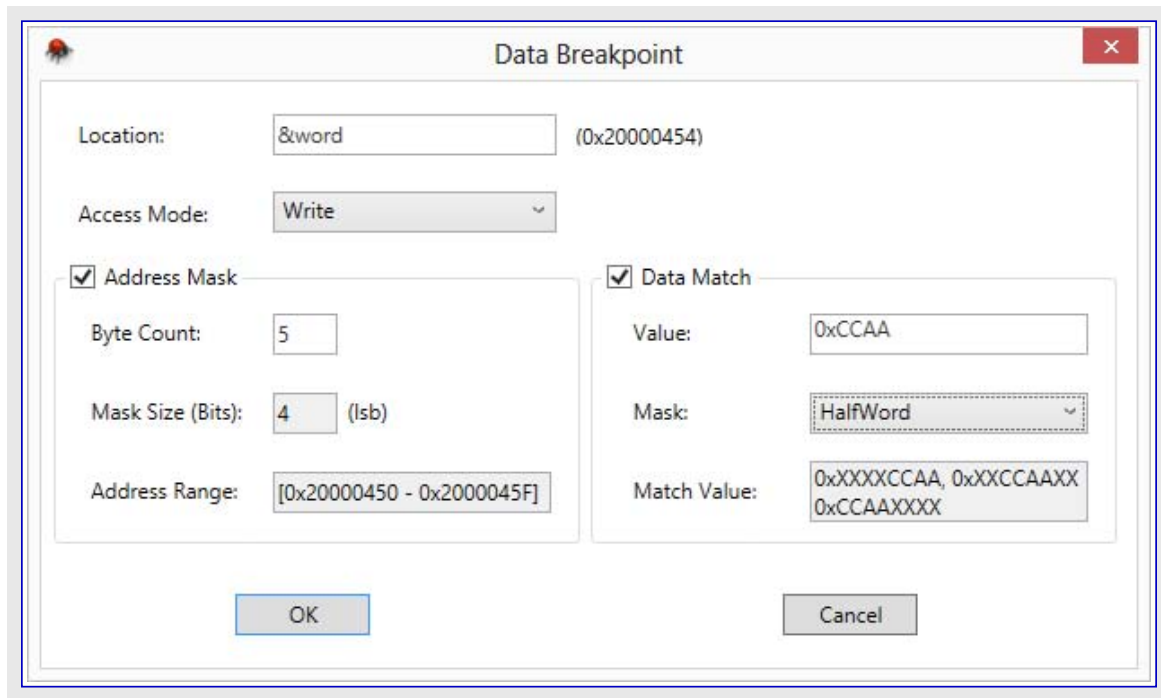 Data Breakpoint
Location: &word (0x20000454)
Access Mode: Write
Address Mask
Byte Count: 5
Mask Size (Bits): 4 (lsb)
Address Range: [0x20000450 - 0x2000045F]
Data Match
Value: 0xCCAA
Mask: HalfWord
Match Value: 0xXXXXCCAA, 0xXXCCAAXX
0xCCAAXXXX
OK
Cancel